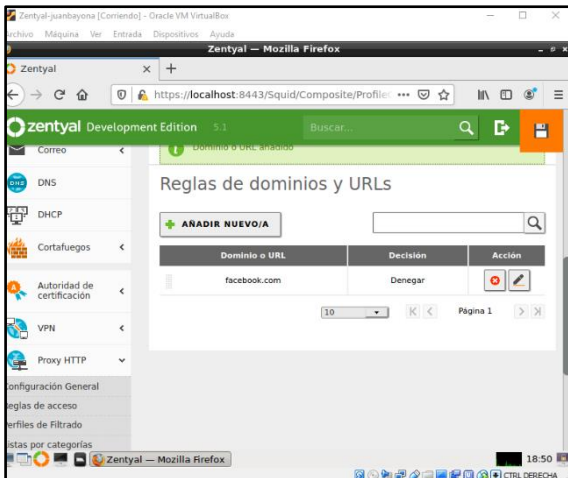 Zentyal-juanbayona [Corriendo] - Oracle VM VirtualBox
Archivo Máquina Ver Entrada Dispositivos Ayuda
Zentyal — Mozilla Firefox
Zentyal
https://localhost:8443/Squid/Composite/Profile
zentyal Development Edition 5.1 Buscar...
Correo
Dominio o URL añadido
DNS
DHCP
Cortafuegos
Autoridad de
certificación
VPN
Proxy HTTP
Configuración General
Reglas de acceso
Perfiles de Filtrado
Listas por categorías
Reglas de dominios y URLs
AÑADIR NUEVO/A
Dominio o URL Decisión Acción
facebook.com Denegar
10 Página 1
Zentyal — Mozilla Firefox 18:50
CTRL DERECHA